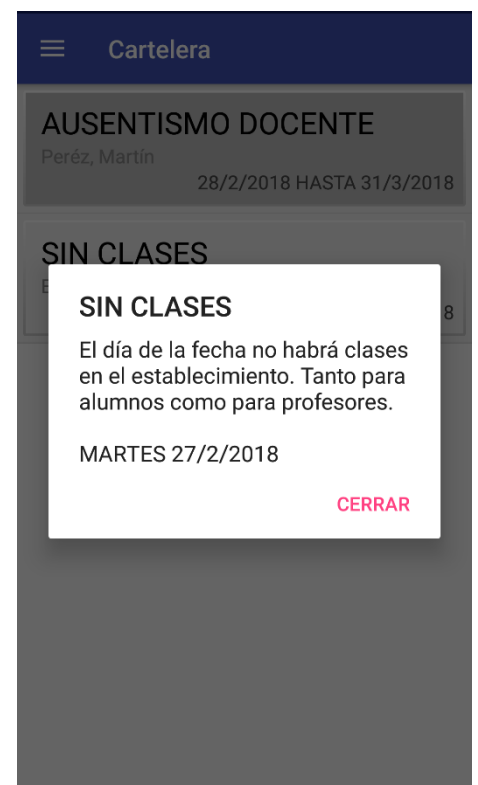 Cartelera
AUSENTISMO DOCENTE
Peréz, Martín
28/2/2018 HASTA 31/3/2018
SIN CLASES
SIN CLASES
El día de la fecha no habrá clases
en el establecimiento. Tanto para
alumnos como para profesores.
MARTES 27/2/2018
CERRAR